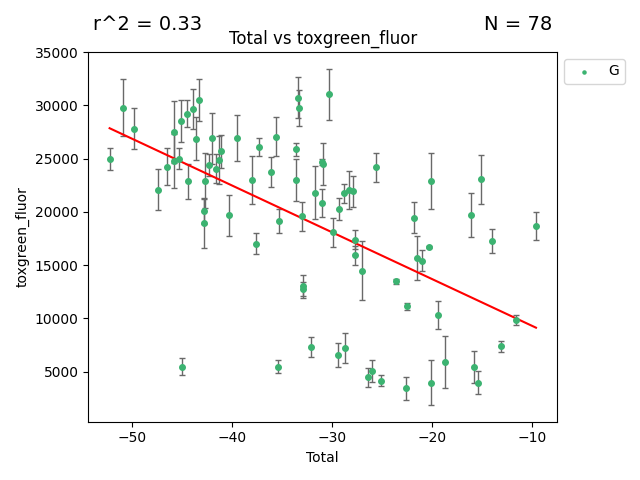 r^2 = 0.33
N = 78
Total vs toxgreen_fluor
G
35000
30000
25000
20000
15000
10000
5000
toxgreen_fluor
−50 −40 −30 −20 −10
Total